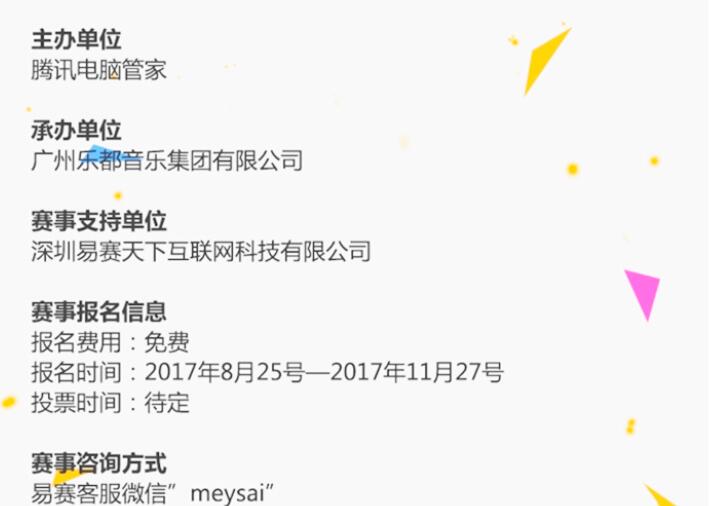 主办单位
腾讯电脑管家
承办单位
广州乐都音乐集团有限公司
赛事支持单位
深圳易赛天下互联网科技有限公司
赛事报名信息
报名费用：免费
报名时间：2017年8月25号—2017年11月27号
投票时间：待定
赛事咨询方式
易赛客服微信”meysai”